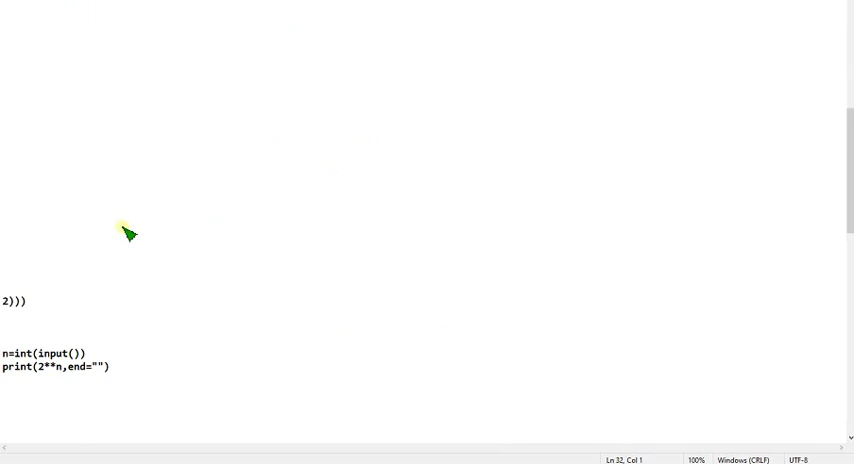 2)))
n=int(input())
print(2**n,end="")
Ln 32, Col 1
100%
Windows (CRLF)
UTF-8